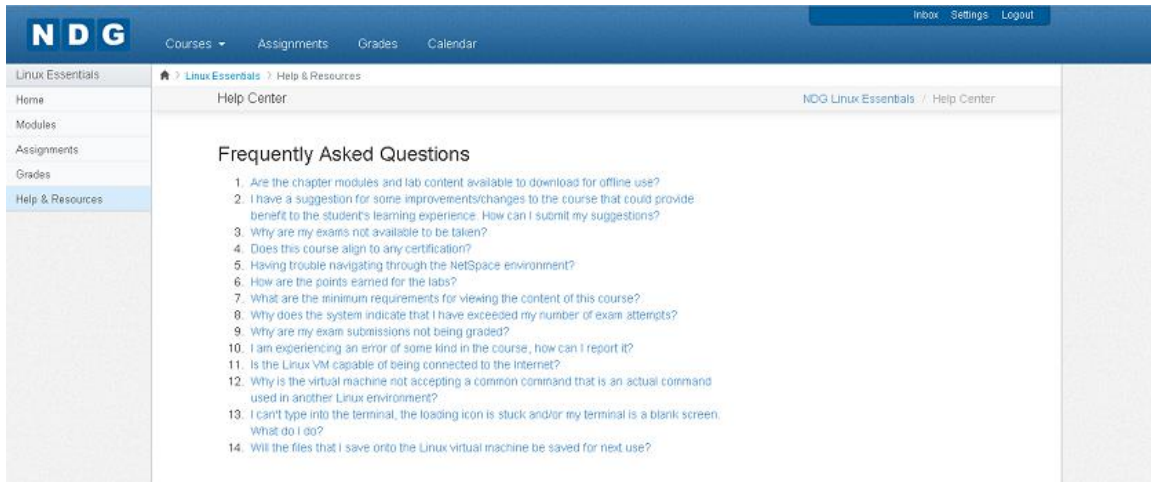 Inbox Settings Logout
NDG
Courses Assignments Grades Calendar
Linux Essentials
Linux Essentials > Help & Resources
Home
Modules
Assignments
Grades
Help & Resources
Help Center
NDG Linux Essentials / Help Center
Frequently Asked Questions
1. Are the chapter modules and lab content available to download for offline use?
2. I have a suggestion for some improvements/changes to the course that could provide
benefit to the student's learning experience. How can I submit my suggestions?
3. Why are my exams not available to be taken?
4. Does this course align to any certification?
5. Having trouble navigating through the NetSpace environment?
6. How are the points earned for the labs?
7. What are the minimum requirements for viewing the content of this course?
8. Why does the system indicate that I have exceeded my number of exam attempts?
9. Why are my exam submissions not being graded?
10. I am experiencing an error of some kind in the course, how can I report it?
11. Is the Linux VM capable of being connected to the Internet?
12. Why is the virtual machine not accepting a common command that is an actual command
used in another Linux environment?
13. I can't type into the terminal, the loading icon is stuck and/or my terminal is a blank screen.
What do I do?
14. Will the files that I save onto the Linux virtual machine be saved for next use?